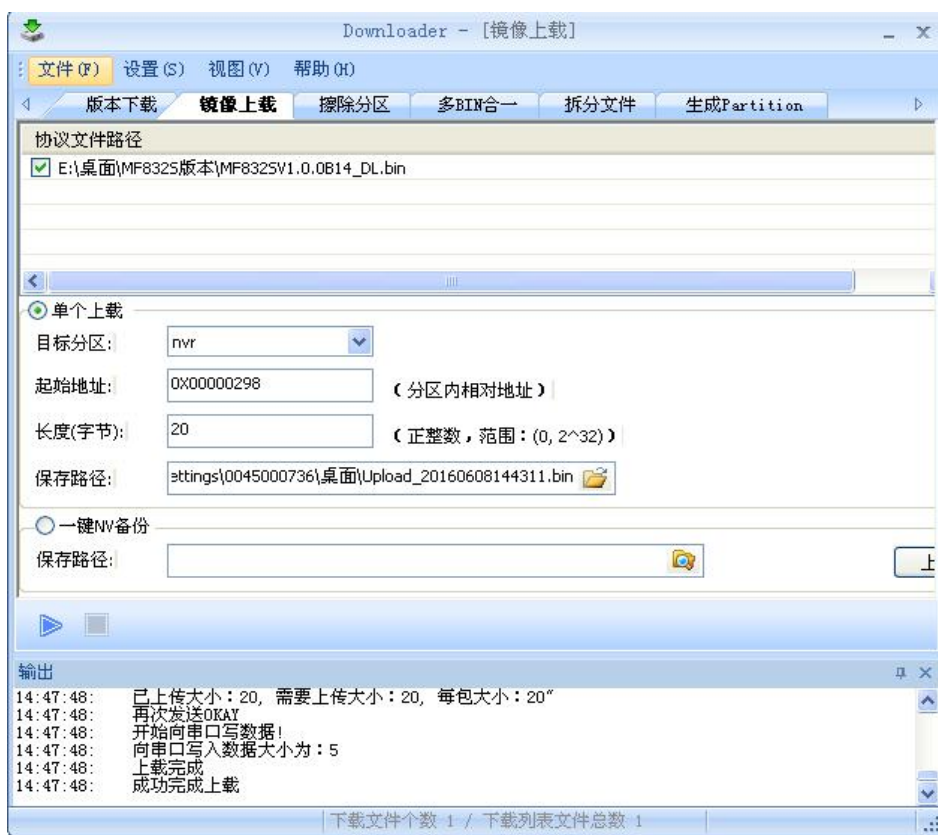 Downloader - [镜像上载]
文件(F) 设置(S) 视图(V) 帮助(H)
版本下载 镜像上载 擦除分区 多BIN合一 拆分文件 生成Partition
协议文件路径
E:\桌面\MF832S版本\MF832SV1.0.0B14_DL.bin
单个上载
目标分区: nvr
起始地址: 0X00000298 (分区内相对地址)
长度(字节): 20 (正整数,范围:(0, 2^32))
保存路径: ettings\0045000736\桌面\Upload_20160608144311.bin
一键NV备份
保存路径: 上
输出
14:47:48: 已上传大小:20, 需要上传大小:20, 每包大小:20"
14:47:48: 再次发送OKAY
14:47:48: 开始向串口写数据!
14:47:48: 向串口写入数据大小为:5
14:47:48: 上载完成
14:47:48: 成功完成上载
下载文件个数 1 / 下载列表文件总数 1